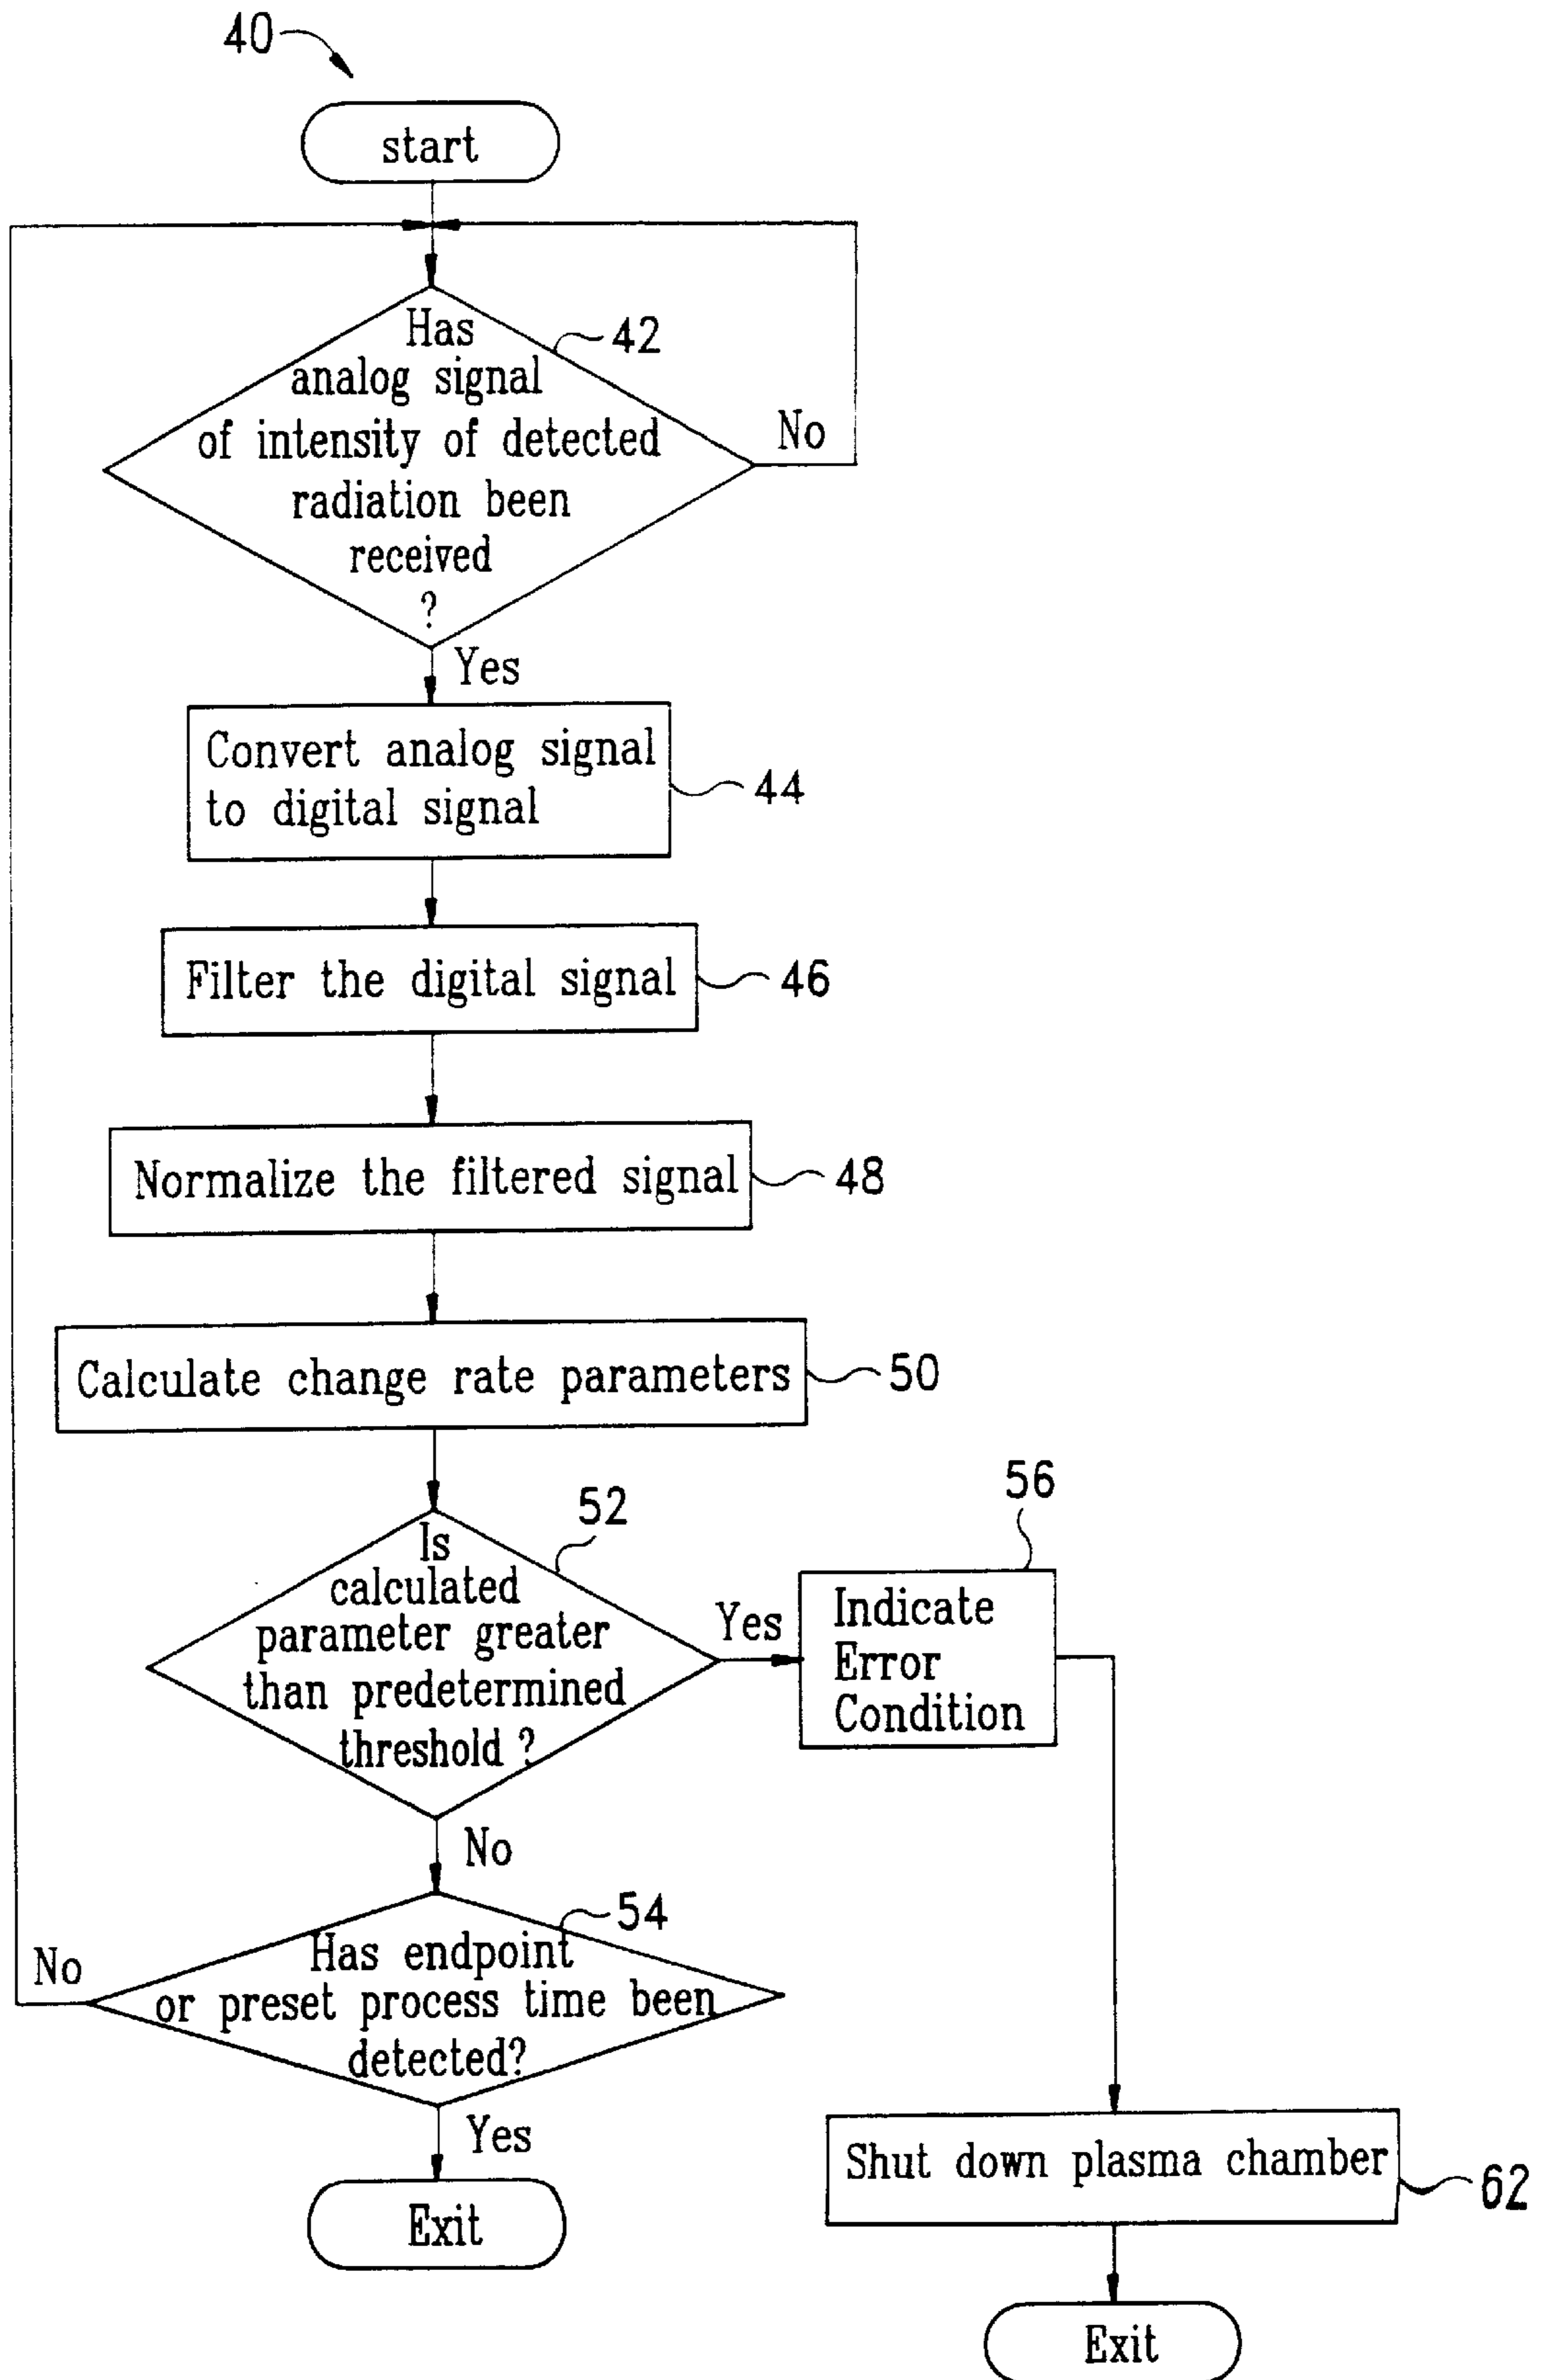 40
start
Has
42
analog signal
of intensity of detected
No
radiation been
received
?
Yes
Convert analog signal
to digital signal
44
Filter the digital signal
46
Normalize the filtered signal
48
Calculate change rate parameters
50
52
56
Is
calculated
parameter greater
than predetermined
threshold ?
Yes
Indicate
Error
Condition
No
54
Has endpoint
or preset process time been
detected?
No
Yes
Exit
Shut down plasma chamber
62
Exit